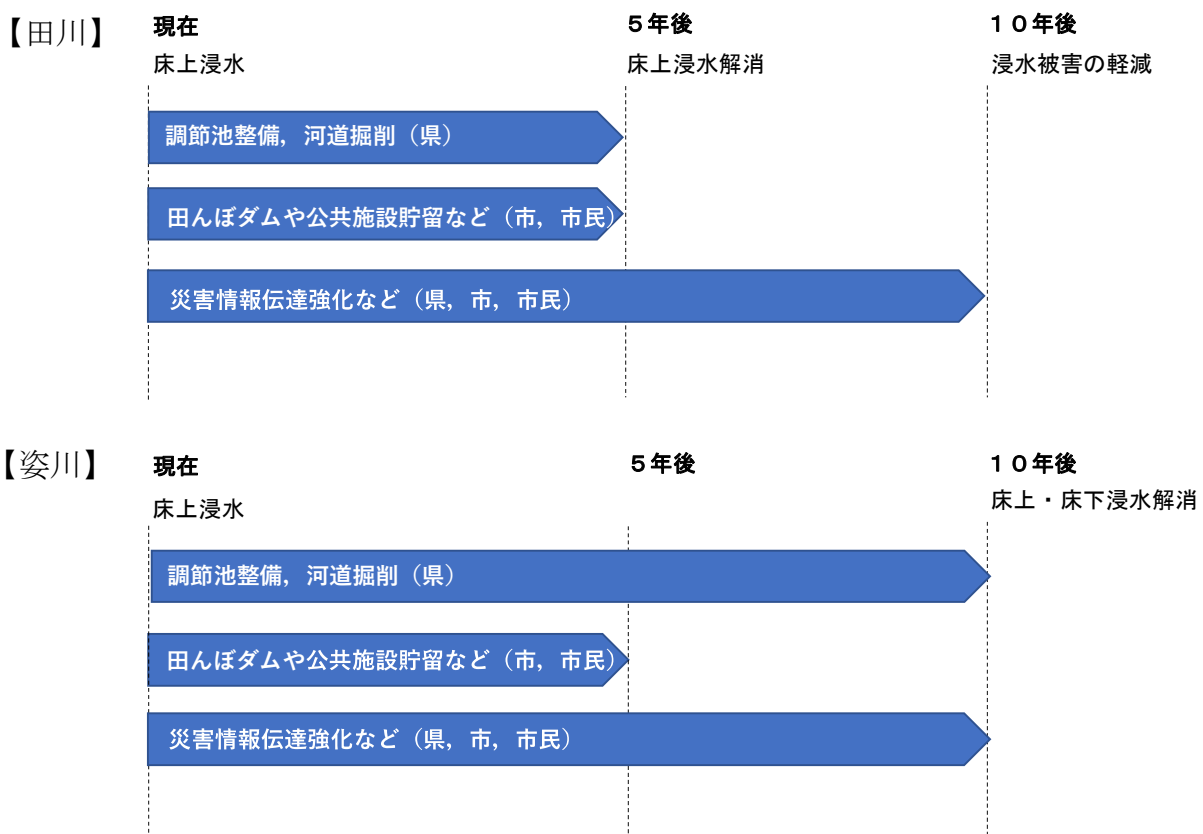 【田川】
現在
５年後
１０年後
床上浸水
床上浸水解消
浸水被害の軽減
調節池整備，河道掘削（県）
田んぼダムや公共施設貯留など（市，市民）
災害情報伝達強化など（県，市，市民）
【姿川】
現在
５年後
１０年後
床上浸水
床上・床下浸水解消
調節池整備，河道掘削（県）
田んぼダムや公共施設貯留など（市，市民）
災害情報伝達強化など（県，市，市民）